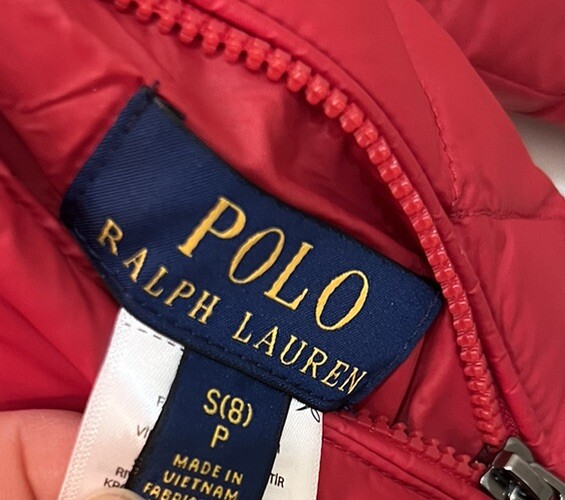 POLO
RALPH LAUREN
S(8)
P
MADE IN
VIETNAM